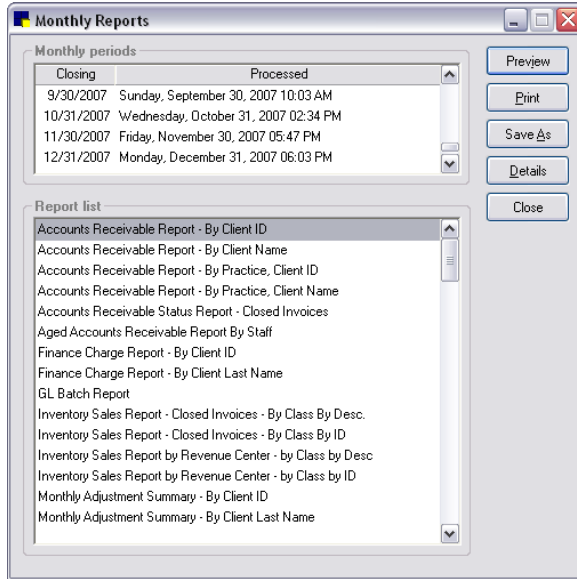 Monthly Reports
Monthly periods
Closing Processed
9/30/2007 Sunday, September 30, 2007 10:03 AM
10/31/2007 Wednesday, October 31, 2007 02:34 PM
11/30/2007 Friday, November 30, 2007 05:47 PM
12/31/2007 Monday, December 31, 2007 06:03 PM
Preview
Print
Save As
Details
Close
Report list
Accounts Receivable Report - By Client ID
Accounts Receivable Report - By Client Name
Accounts Receivable Report - By Practice, Client ID
Accounts Receivable Report - By Practice, Client Name
Accounts Receivable Status Report - Closed Invoices
Aged Accounts Receivable Report By Staff
Finance Charge Report - By Client ID
Finance Charge Report - By Client Last Name
GL Batch Report
Inventory Sales Report - Closed Invoices - By Class By Desc.
Inventory Sales Report - Closed Invoices - By Class By ID
Inventory Sales Report by Revenue Center - by Class by Desc
Inventory Sales Report by Revenue Center - by Class by ID
Monthly Adjustment Summary - By Client ID
Monthly Adjustment Summary - By Client Last Name